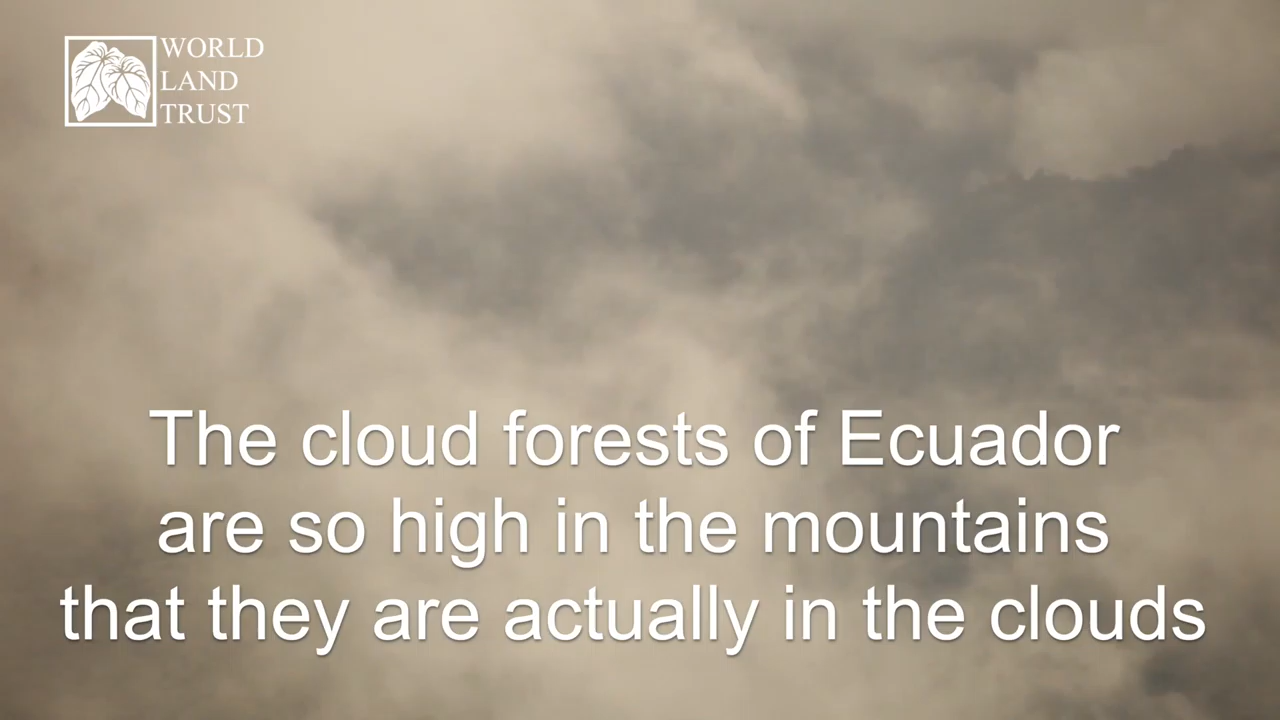 WORLD
LAND
TRUST
The cloud forests of Ecuador
are so high in the mountains
that they are actually in the clouds